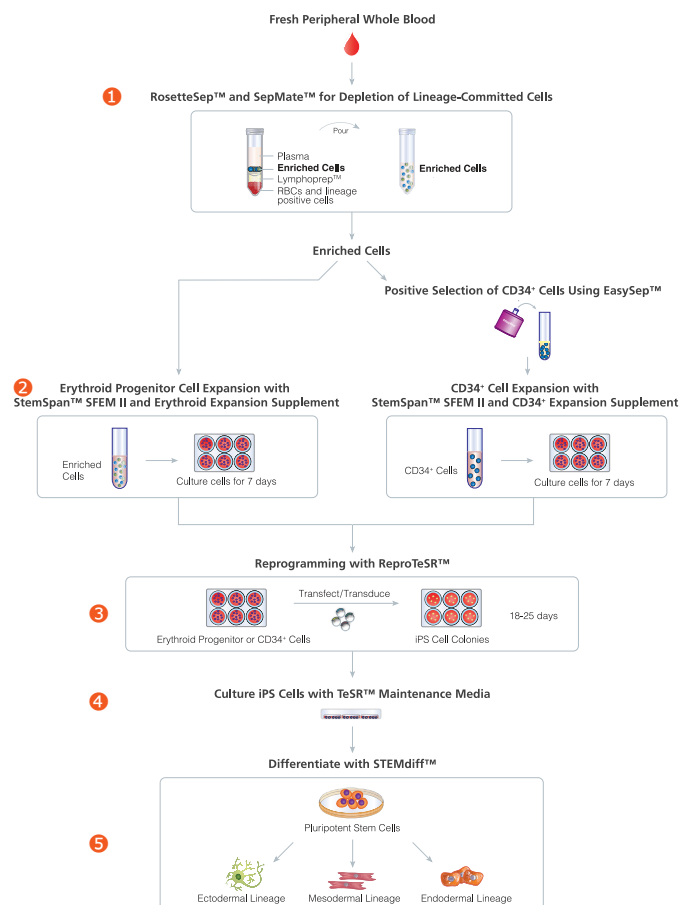 Fresh Peripheral Whole Blood
1
RosetteSep™ and SepMate™ for Depletion of Lineage-Committed Cells
Pour
Plasma
Enriched Cells
Lymphoprep™
RBCs and lineage
positive cells
Enriched Cells
Enriched Cells
Positive Selection of CD34⁺ Cells Using EasySep™
2
Erythroid Progenitor Cell Expansion with
StemSpan™ SFEM II and Erythroid Expansion Supplement
Enriched
Cells
Culture cells for 7 days
CD34⁺ Cell Expansion with
StemSpan™ SFEM II and CD34⁺ Expansion Supplement
CD34⁺ Cells
Culture cells for 7 days
Reprogramming with ReproTeSR™
3
Transfect/Transduce
Erythroid Progenitor or CD34⁺ Cells
iPS Cell Colonies
18-25 days
4
Culture iPS Cells with TeSR™ Maintenance Media
Differentiate with STEMdiff™
5
Pluripotent Stem Cells
Ectodermal Lineage
Mesodermal Lineage
Endodermal Lineage